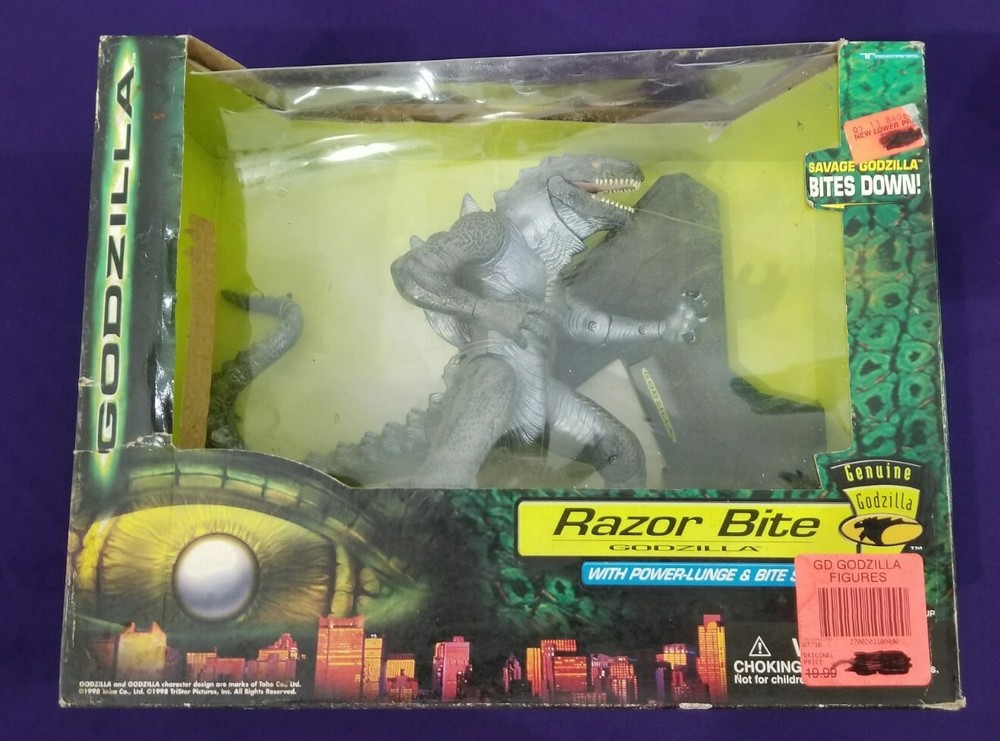 GODZILLA
NEW LOWER
SAVAGE GODZILLA™
BITES DOWN!
Genuine
Godzilla
™
Razor Bite
GODZILLA™
WITH POWER-LUNGE & BITE
GD GODZILLA
FIGURES
ORIGINAL
PRICE
19.99
CHOKING
Not for
GODZILLA and GODZILLA character design are marks of Toho Co., Ltd.
©1998 Toho Co., Ltd. ©1998 TriStar Pictures, Inc. All Rights Reserved.